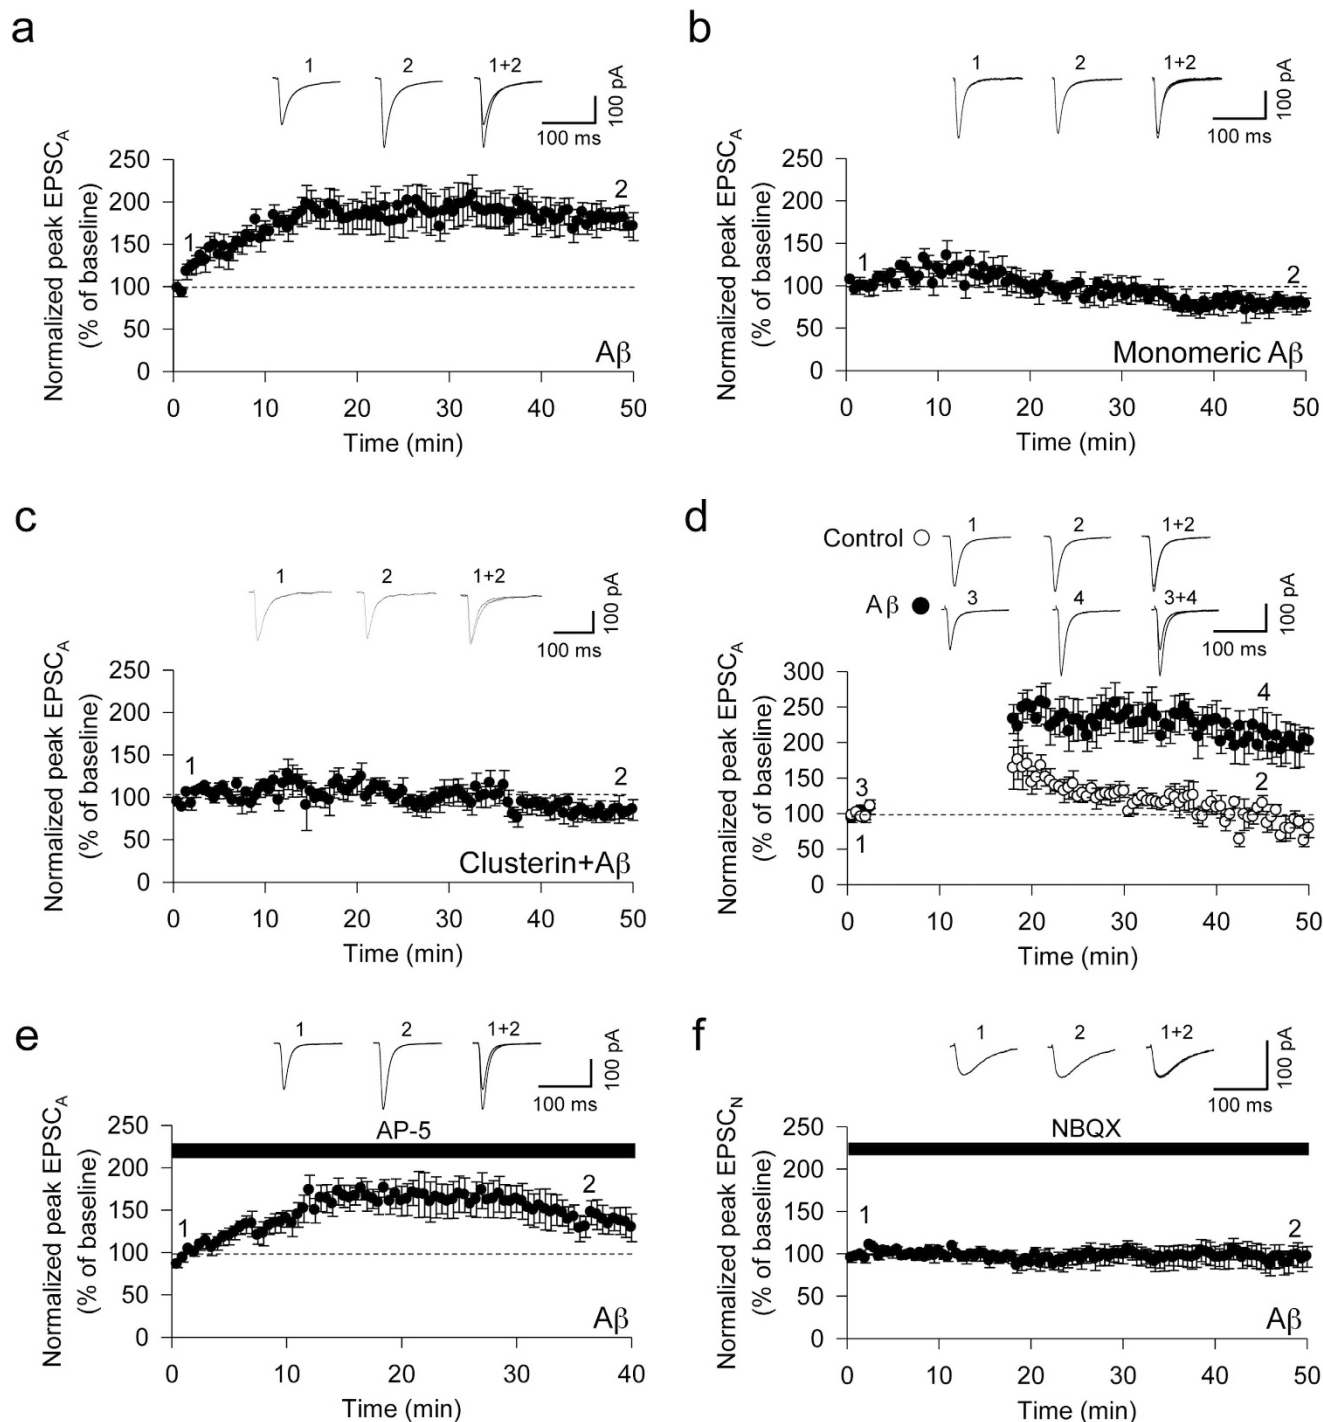 a
1
2
1+2
100 pA
100 ms
Normalized peak EPSC_A
(% of baseline)
250
200
150
100
50
0
1
2
Aβ
0
10
20
30
40
50
Time (min)
b
1
2
1+2
100 pA
100 ms
Normalized peak EPSC_A
(% of baseline)
250
200
150
100
50
0
1
2
Monomeric Aβ
0
10
20
30
40
50
Time (min)
c
1
2
1+2
100 pA
100 ms
Normalized peak EPSC_A
(% of baseline)
250
200
150
100
50
0
1
2
Clusterin+Aβ
0
10
20
30
40
50
Time (min)
d
Control
1
2
1+2
Aβ
3
4
3+4
100 pA
100 ms
Normalized peak EPSC_A
(% of baseline)
300
250
200
150
100
50
0
3
1
4
2
0
10
20
30
40
50
Time (min)
e
1
2
1+2
100 pA
100 ms
Normalized peak EPSC_A
(% of baseline)
250
200
150
100
50
0
AP-5
1
2
Aβ
0
10
20
30
40
Time (min)
f
1
2
1+2
100 pA
100 ms
Normalized peak EPSC_N
(% of baseline)
250
200
150
100
50
0
NBQX
1
2
Aβ
0
10
20
30
40
50
Time (min)